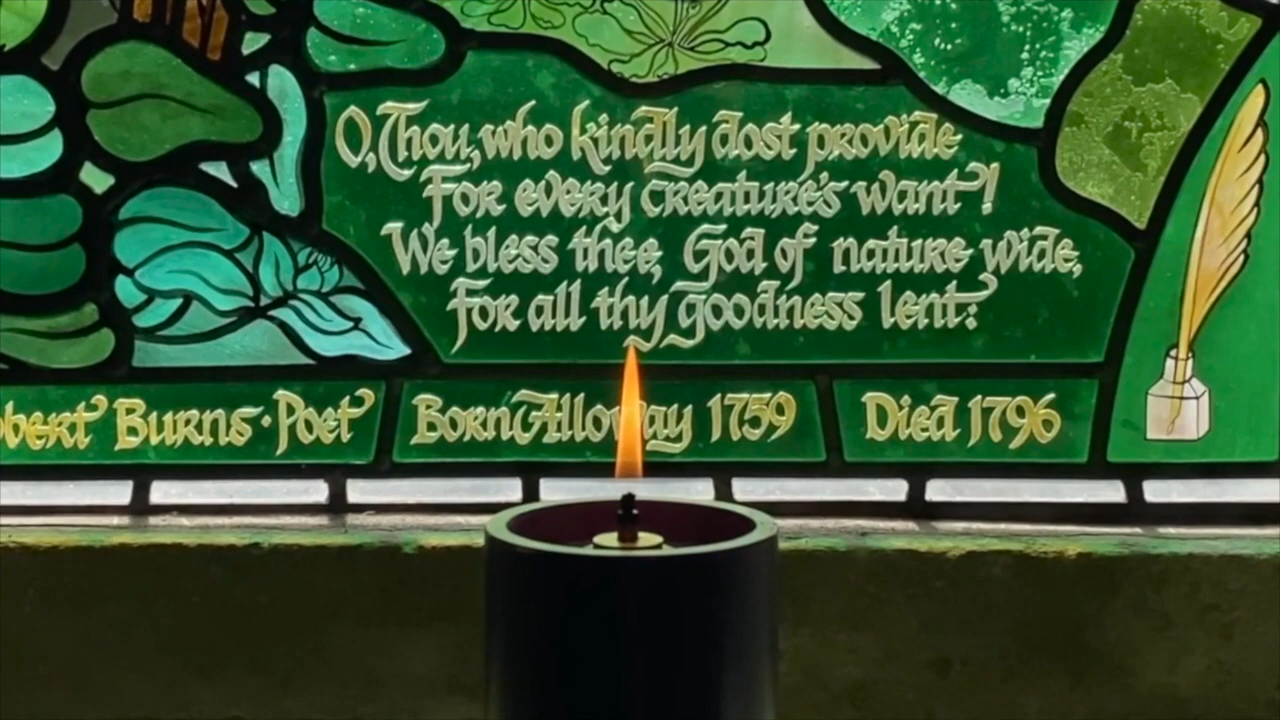 O, Thou, who kindly dost provide
For every creature's want!
We bless thee, God of nature wide,
For all thy goodness lent:
obert Burns · Poet
Born Alloway 1759
Died 1796